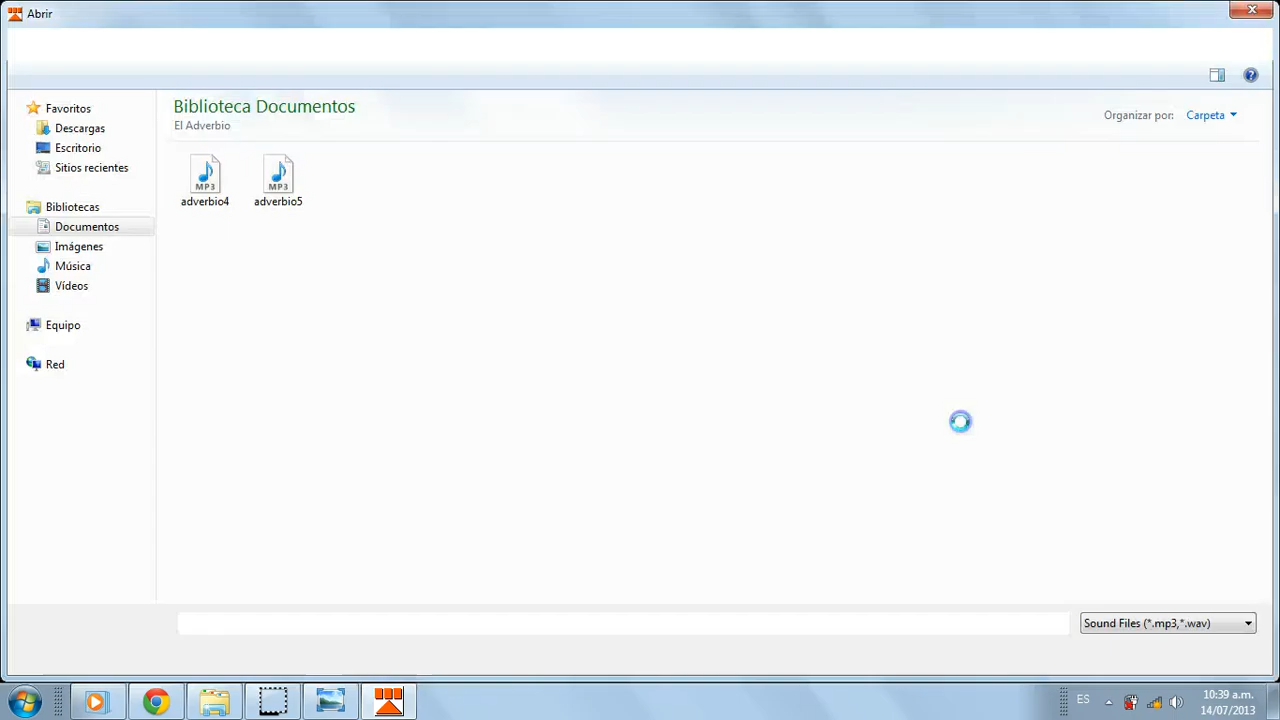 Abrir
Favoritos
Descargas
Escritorio
Sitios recientes
Bibliotecas
Documentos
Imágenes
Música
Vídeos
Equipo
Red
Biblioteca Documentos
El Adverbio
Organizar por: Carpeta
MP3 MP3
adverbio4 adverbio5
Sound Files (*.mp3,*.wav)
ES
10:39 a.m.
14/07/2013